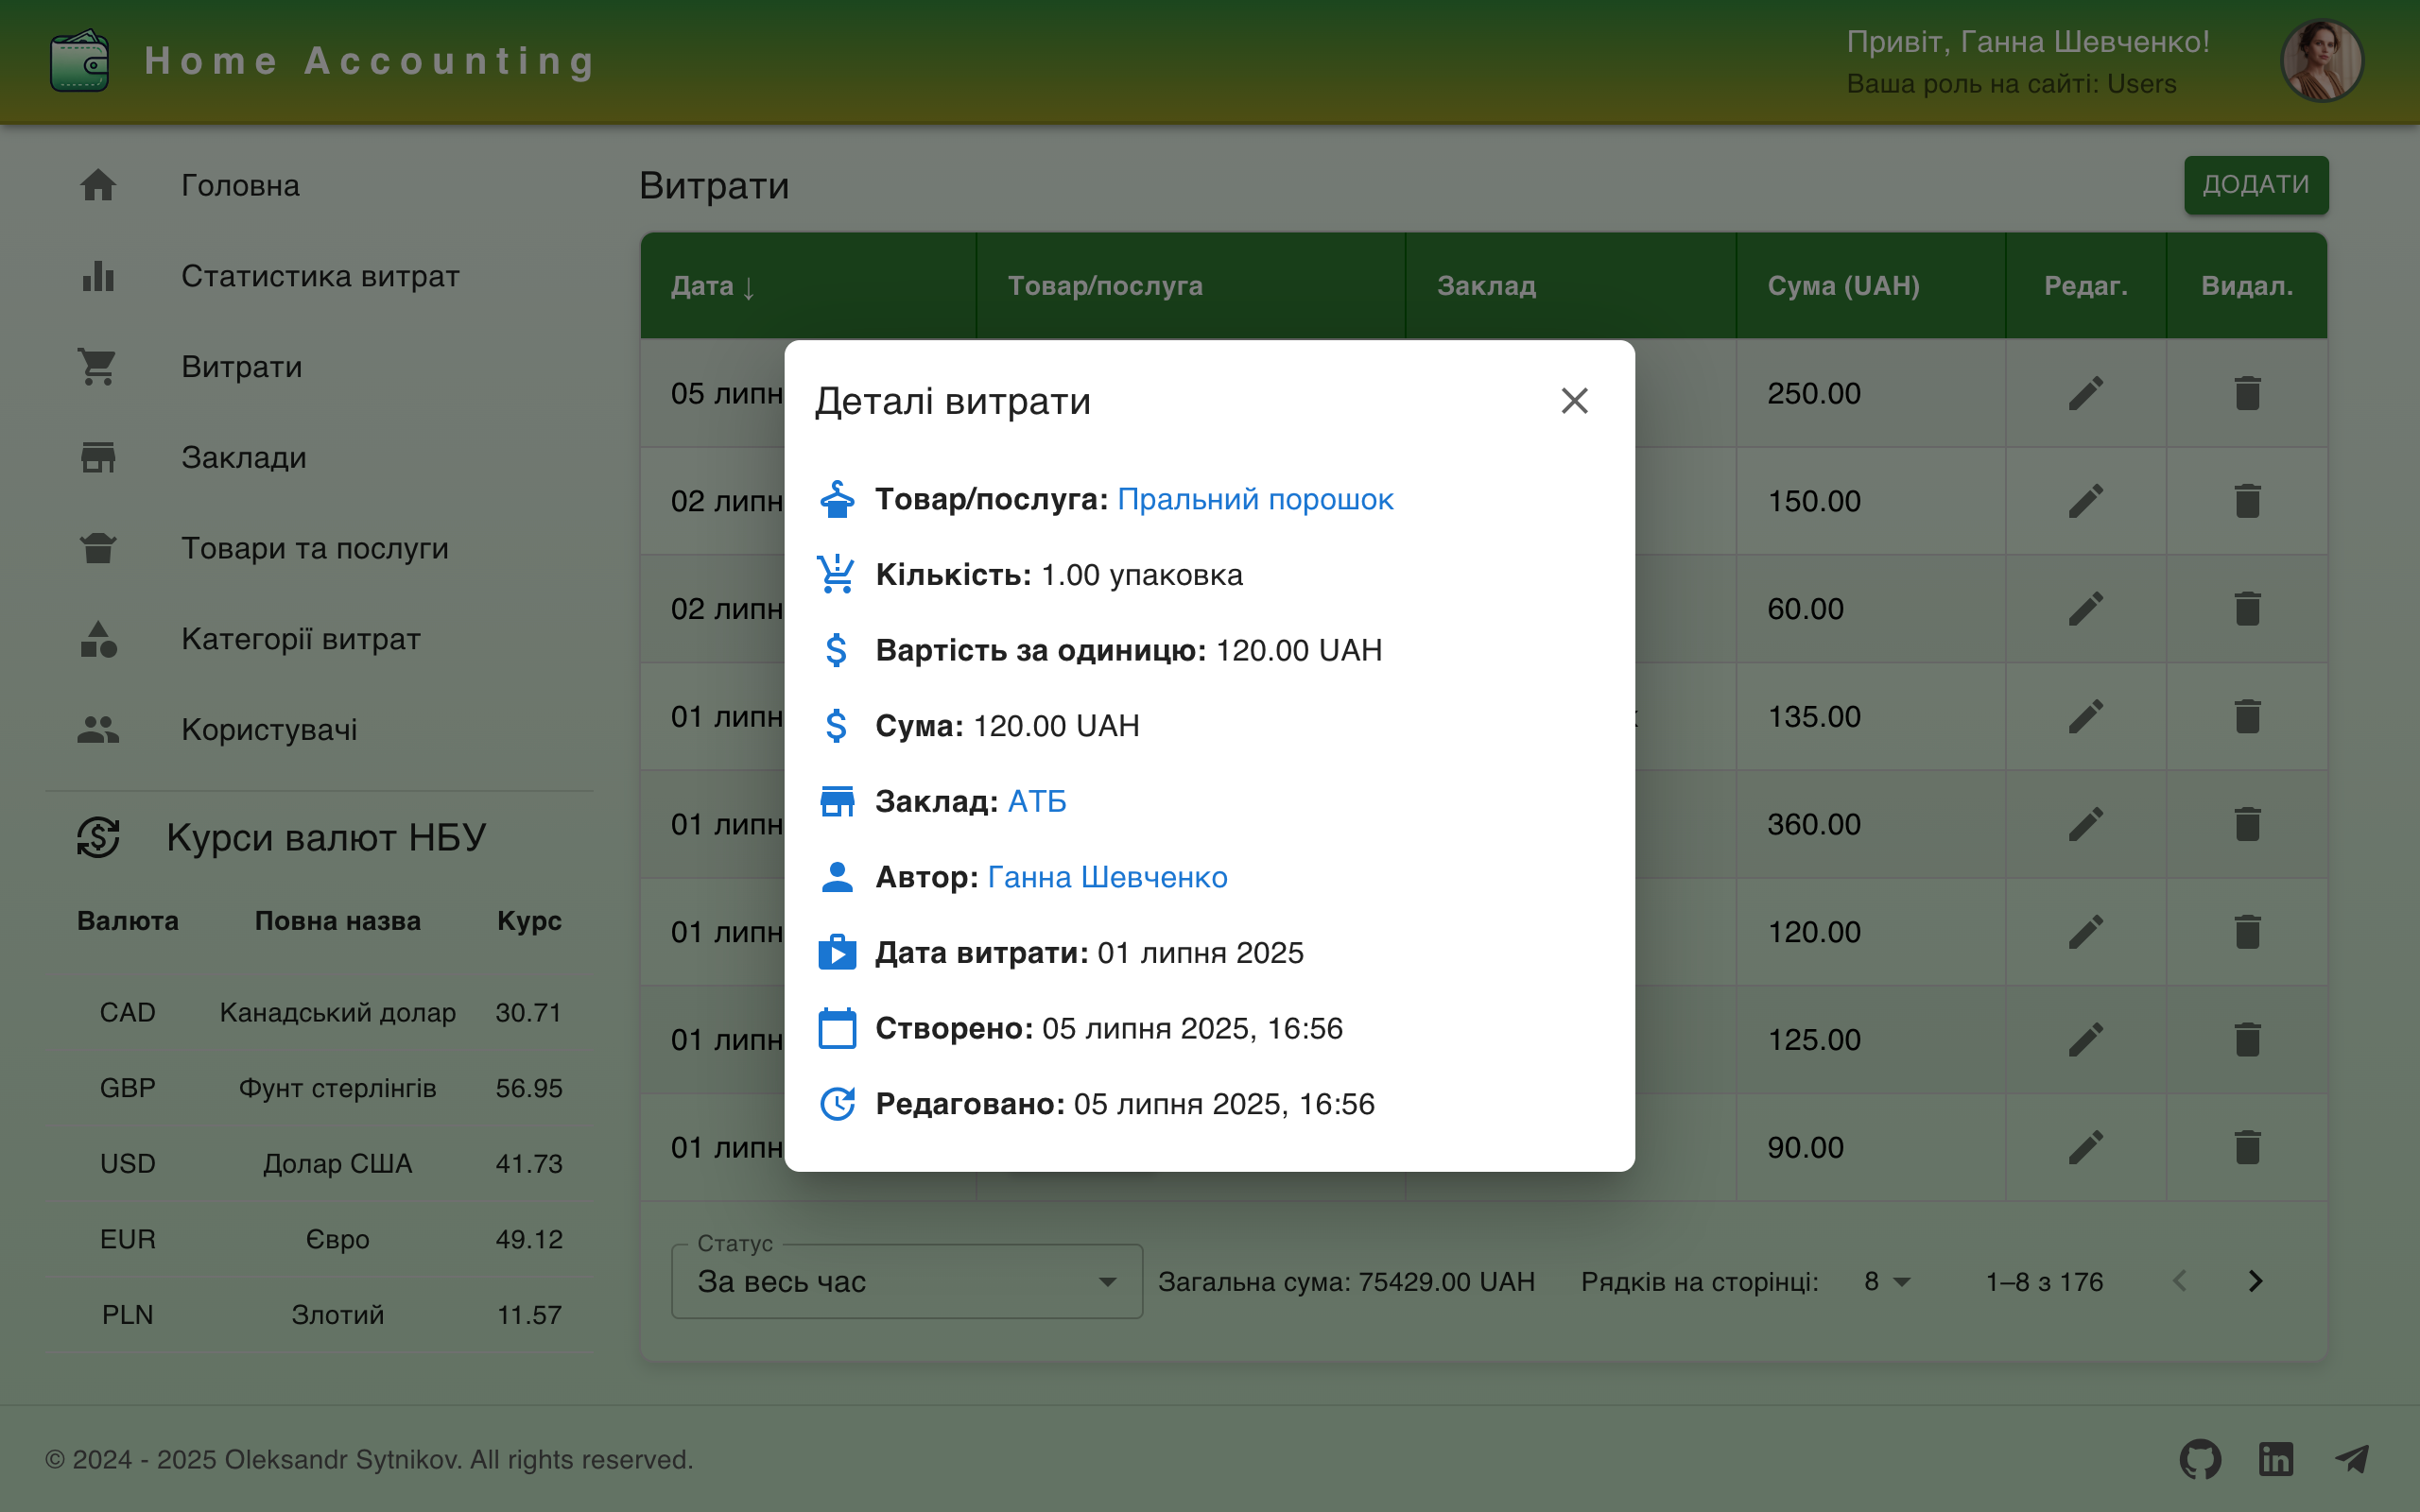 Home Accounting
Привіт, Ганна Шевченко!
Ваша роль на сайті: Users
Головна
Статистика витрат
Витрати
Заклади
Товари та послуги
Категорії витрат
Користувачі
Курси валют НБУ
Валюта Повна назва Курс
CAD Канадський долар 30.71
GBP Фунт стерлінгів 56.95
USD Долар США 41.73
EUR Євро 49.12
PLN Злотий 11.57
Витрати
ДОДАТИ
Дата ↓ Товар/послуга Заклад Сума (UAH) Редаг. Видал.
05 липн 250.00
02 липн 150.00
02 липн 60.00
01 липн 135.00
01 липн 360.00
01 липн 120.00
01 липн 125.00
01 липн 90.00
Деталі витрати
Товар/послуга: Пральний порошок
Кількість: 1.00 упаковка
Вартість за одиницю: 120.00 UAH
Сума: 120.00 UAH
Заклад: АТБ
Автор: Ганна Шевченко
Дата витрати: 01 липня 2025
Створено: 05 липня 2025, 16:56
Редаговано: 05 липня 2025, 16:56
Статус
За весь час
Загальна сума: 75429.00 UAH
Рядків на сторінці: 8
1–8 з 176
© 2024 - 2025 Oleksandr Sytnikov. All rights reserved.